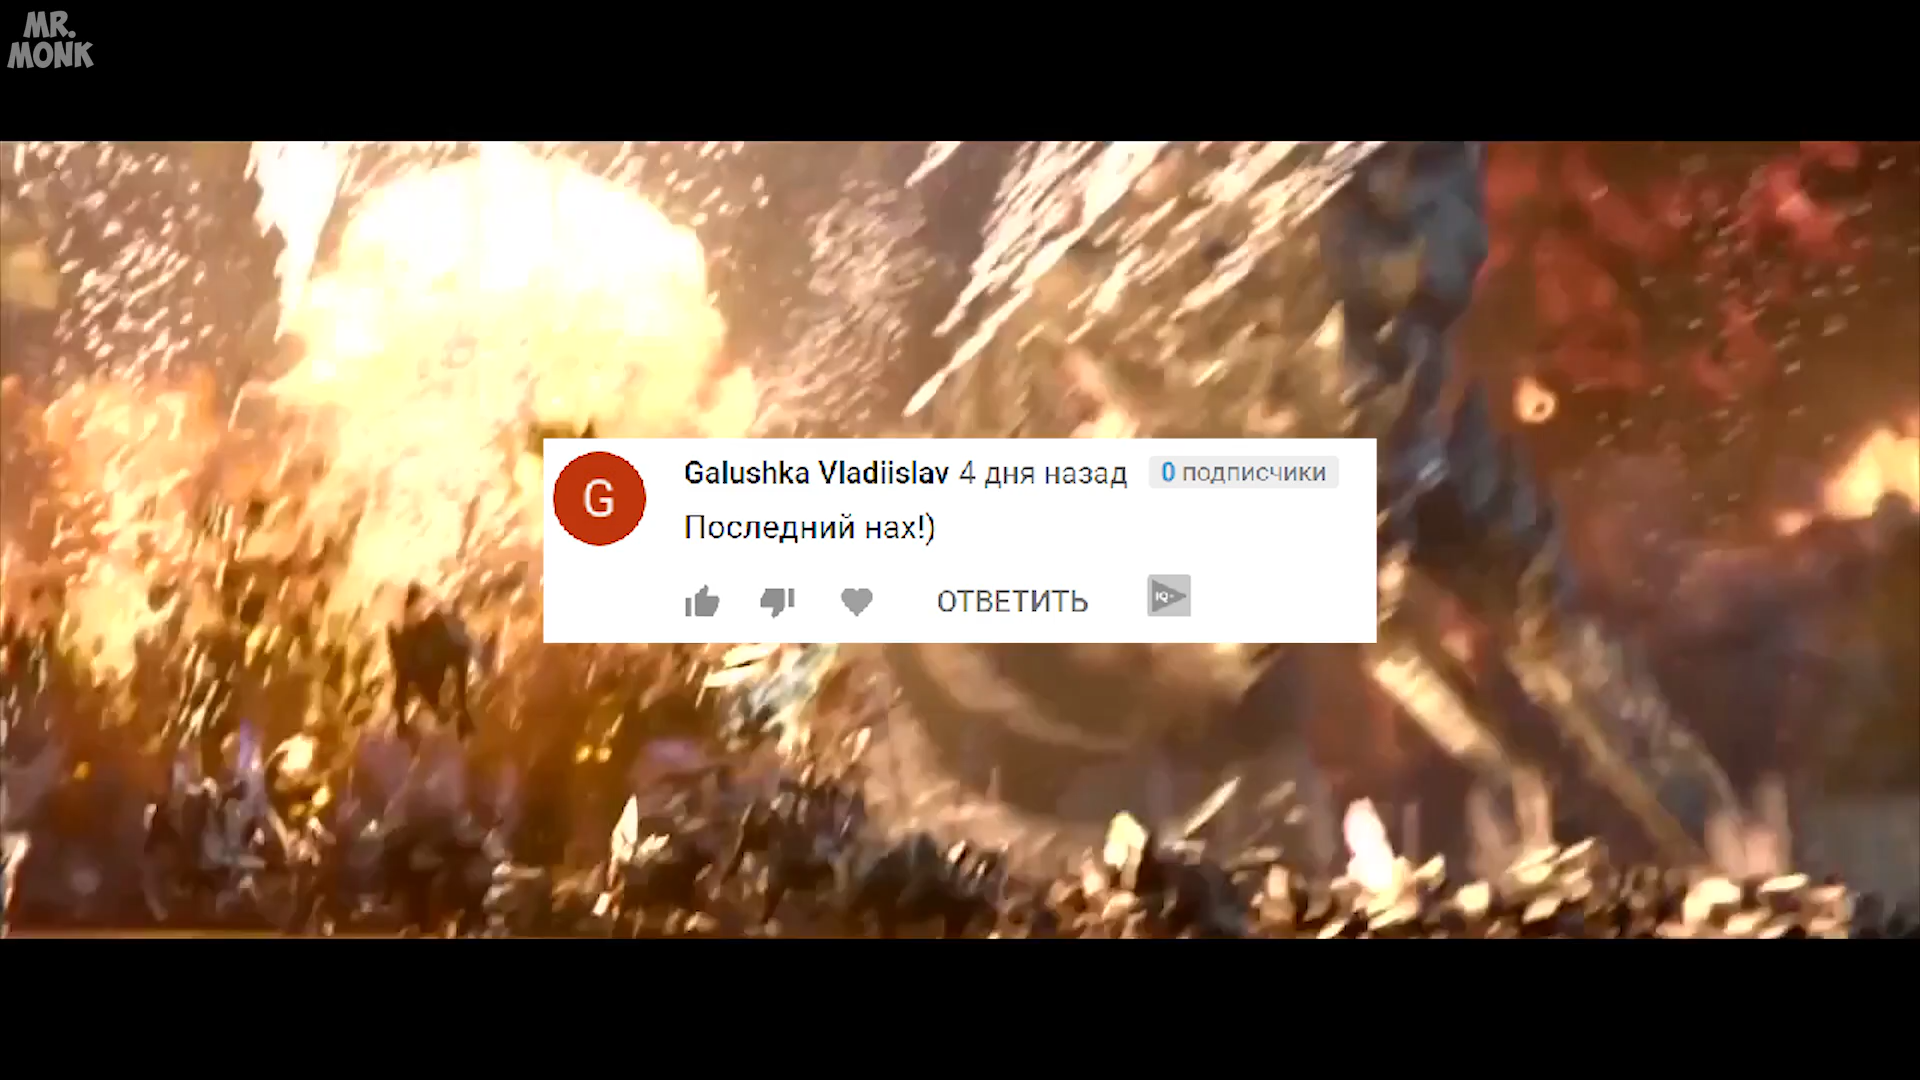 MR.
MONK
Galushka Vladiislav 4 дня назад 0 подписчики
G
Последний нах!)
ОТВЕТИТЬ